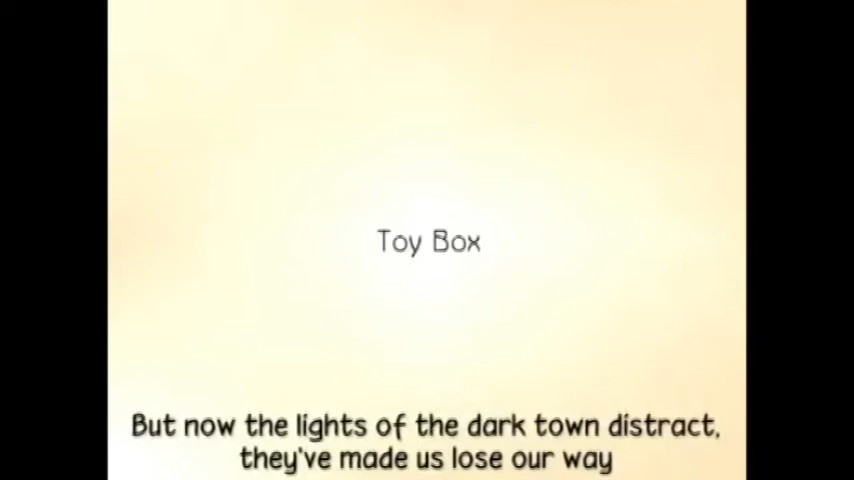 Toy Box
But now the lights of the dark town distract,
they've made us lose our way